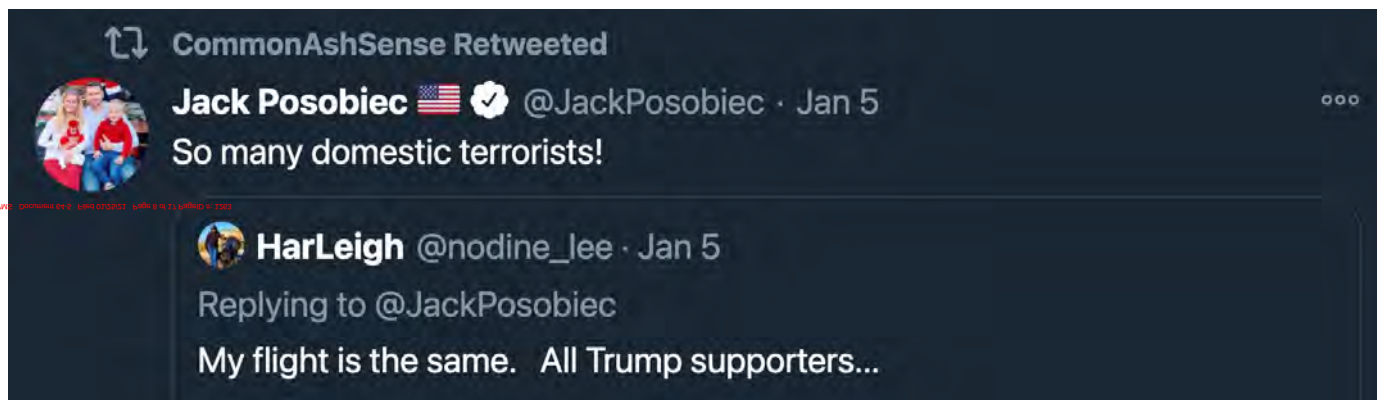 CommonAshSense Retweeted
Jack Posobiec 🇺🇸 @JackPosobiec · Jan 5
So many domestic terrorists!
HarLeigh @nodine_lee · Jan 5
Replying to @JackPosobiec
My flight is the same. All Trump supporters...